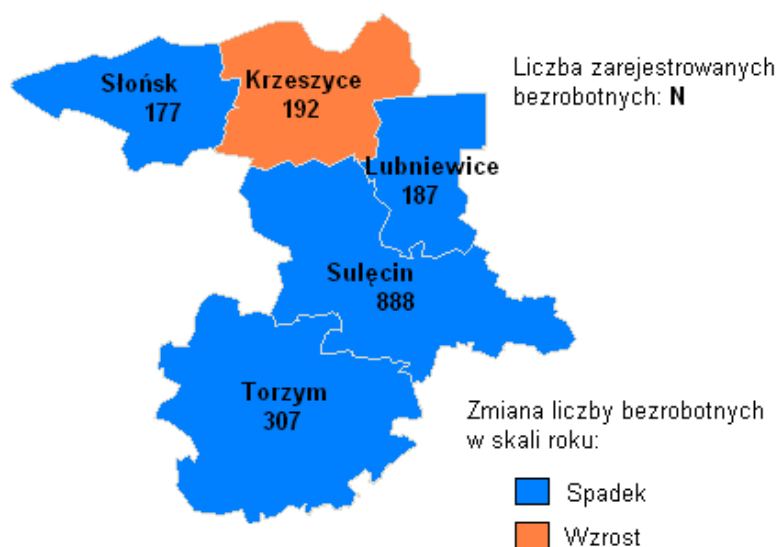 Słońsk
177
Krzeszyce
192
Liczba zarejestrowanych
bezrobotnych: N
Lubniewice
187
Sulęcin
888
Torzym
307
Zmiana liczby bezrobotnych
w skali roku:
Spadek
Wzrost